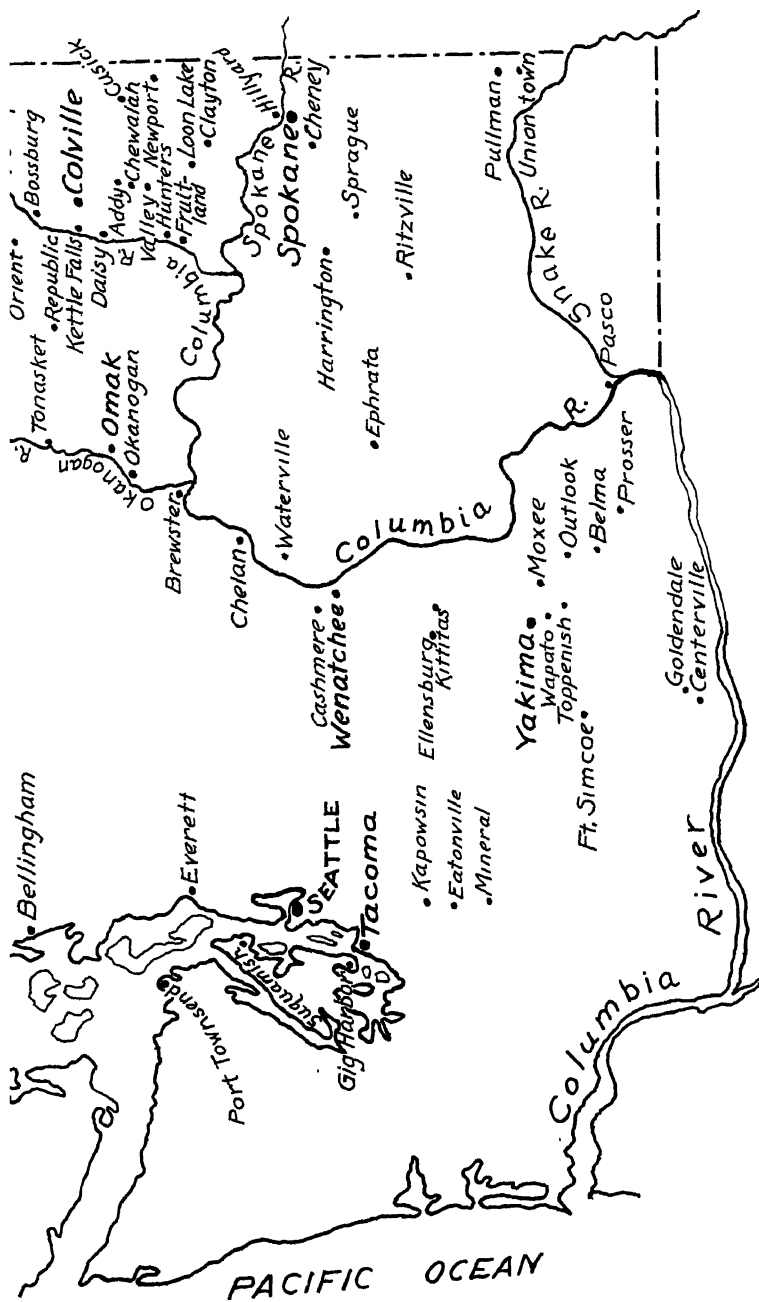 Orient
Bossburg
Tonasket
Republic
Kettle Falls
Colville
Cusick
Daisy
Addy
Chewalah
Omak
Okanogan
Okanogan
R.
Valley
Newport
Hunters
Fruit-
land
Loon Lake
Clayton
Columbia
R.
Columbia
Brewster
Chelan
Waterville
Hillyard
Spokane
R.
Spokane
Cheney
Harrington
Sprague
Ephrata
Ritzville
Bellingham
Everett
Port Townsend
Suquamish
SEATTLE
Gig Harbor
Tacoma
Cashmere
Wenatchee
Columbia
R.
Ellensburg
Kittitas
Kapowsin
Eatonville
Mineral
Pullman
Uniontown
Snake R.
Pasco
Yakima
Moxee
Wapato
Outlook
Toppenish
Belma
Ft. Simcoe
Prosser
Goldendale
Centerville
Columbia
River
PACIFIC OCEAN